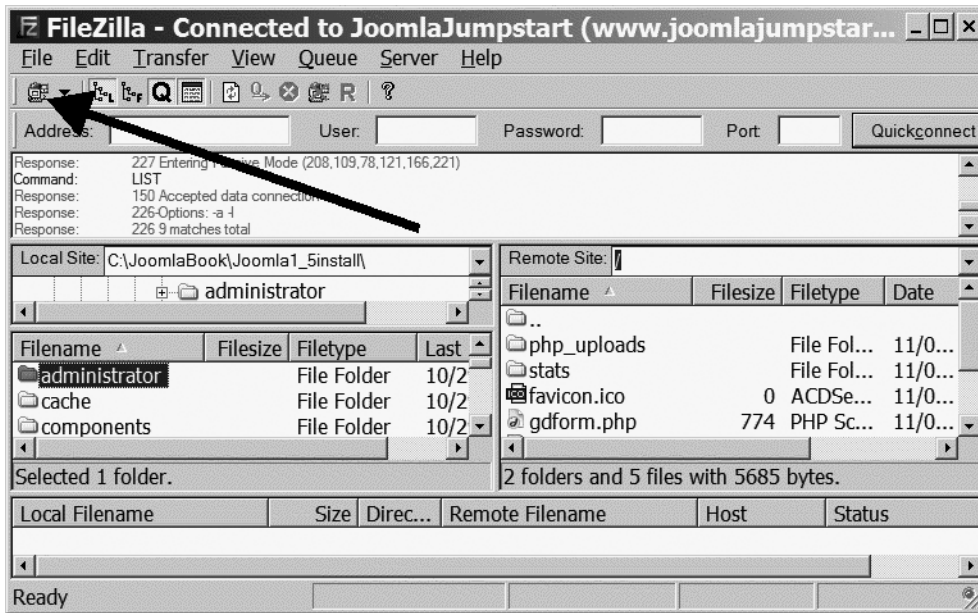 FileZilla - Connected to JoomlaJumpstart (www.joomlajumpstar...
File Edit Transfer View Queue Server Help
Address: User: Password: Port Quickconnect
Response: 227 Entering Passive Mode (208,109,78,121,166,221)
Command: LIST
Response: 150 Accepted data connection
Response: 226-Options: -a -l
Response: 226 9 matches total
Local Site: C:\JoomlaBook\Joomla1_5install\
administrator
Filename Filesize Filetype Last
administrator File Folder 10/2
cache File Folder 10/2
components File Folder 10/2
Selected 1 folder.
Remote Site: /
Filename Filesize Filetype Date
..
php_uploads File Fol... 11/0...
stats File Fol... 11/0...
favicon.ico 0 ACDSe... 11/0...
gdform.php 774 PHP Sc... 11/0...
2 folders and 5 files with 5685 bytes.
Local Filename Size Direc... Remote Filename Host Status
Ready